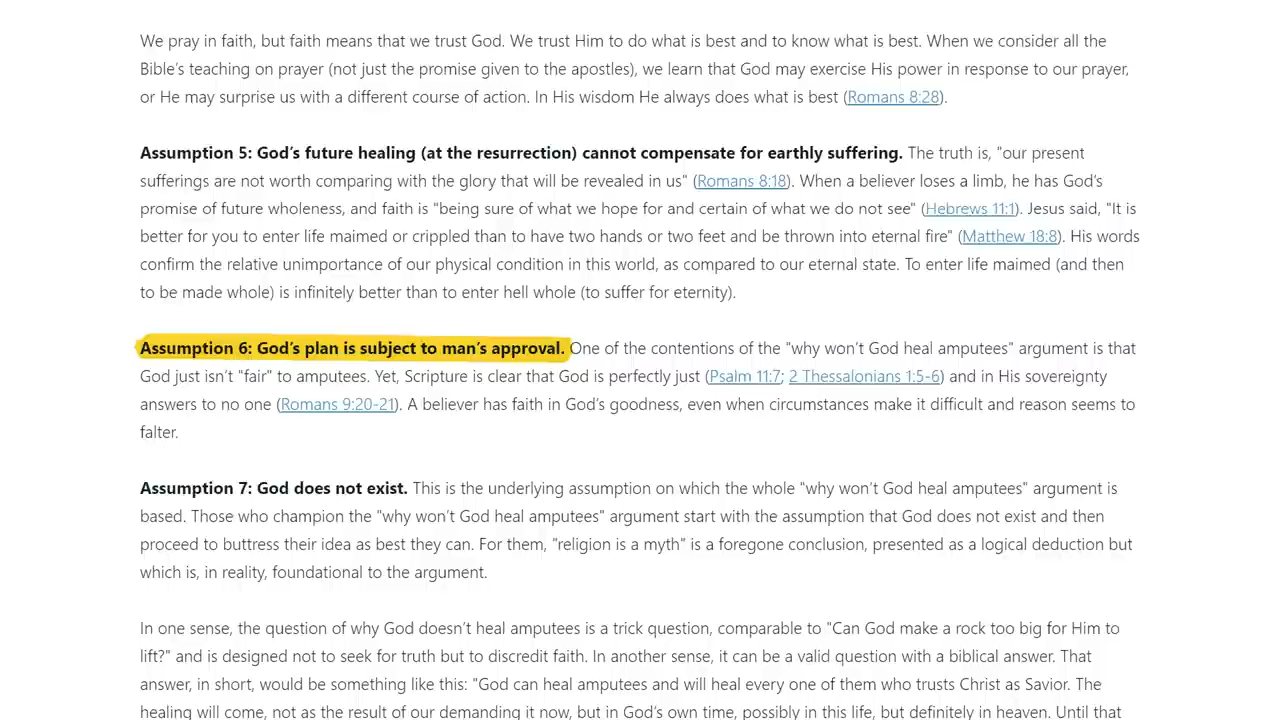 We pray in faith, but faith means that we trust God. We trust Him to do what is best and to know what is best. When we consider all the
Bible's teaching on prayer (not just the promise given to the apostles), we learn that God may exercise His power in response to our prayer,
or He may surprise us with a different course of action. In His wisdom He always does what is best (Romans 8:28).
Assumption 5: God's future healing (at the resurrection) cannot compensate for earthly suffering. The truth is, "our present
sufferings are not worth comparing with the glory that will be revealed in us" (Romans 8:18). When a believer loses a limb, he has God's
promise of future wholeness, and faith is "being sure of what we hope for and certain of what we do not see" (Hebrews 11:1). Jesus said, "It is
better for you to enter life maimed or crippled than to have two hands or two feet and be thrown into eternal fire" (Matthew 18:8). His words
confirm the relative unimportance of our physical condition in this world, as compared to our eternal state. To enter life maimed (and then
to be made whole) is infinitely better than to enter hell whole (to suffer for eternity).
Assumption 6: God's plan is subject to man's approval. One of the contentions of the "why won't God heal amputees" argument is that
God just isn't "fair" to amputees. Yet, Scripture is clear that God is perfectly just (Psalm 11:7; 2 Thessalonians 1:5-6) and in His sovereignty
answers to no one (Romans 9:20-21). A believer has faith in God's goodness, even when circumstances make it difficult and reason seems to
falter.
Assumption 7: God does not exist. This is the underlying assumption on which the whole "why won't God heal amputees" argument is
based. Those who champion the "why won't God heal amputees" argument start with the assumption that God does not exist and then
proceed to buttress their idea as best they can. For them, "religion is a myth" is a foregone conclusion, presented as a logical deduction but
which is, in reality, foundational to the argument.
In one sense, the question of why God doesn't heal amputees is a trick question, comparable to "Can God make a rock too big for Him to
lift?" and is designed not to seek for truth but to discredit faith. In another sense, it can be a valid question with a biblical answer. That
answer, in short, would be something like this: "God can heal amputees and will heal every one of them who trusts Christ as Savior. The
healing will come, not as the result of our demanding it now, but in God's own time, possibly in this life, but definitely in heaven. Until that